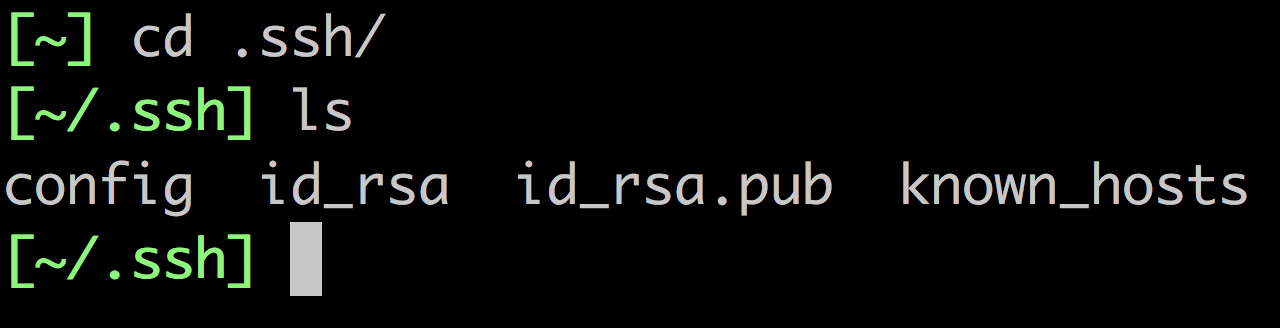 [~] cd .ssh/
[~/.ssh] ls
config  id_rsa  id_rsa.pub  known_hosts
[~/.ssh]